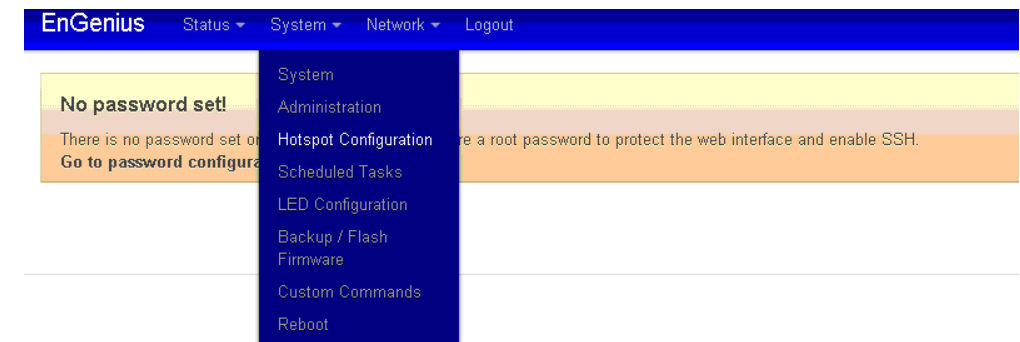 EnGenius Status System Network Logout
System
Administration
Hotspot Configuration
Scheduled Tasks
LED Configuration
Backup / Flash
Firmware
Custom Commands
Reboot
No password set!
There is no password set re a root password to protect the web interface and enable SSH.
Go to password